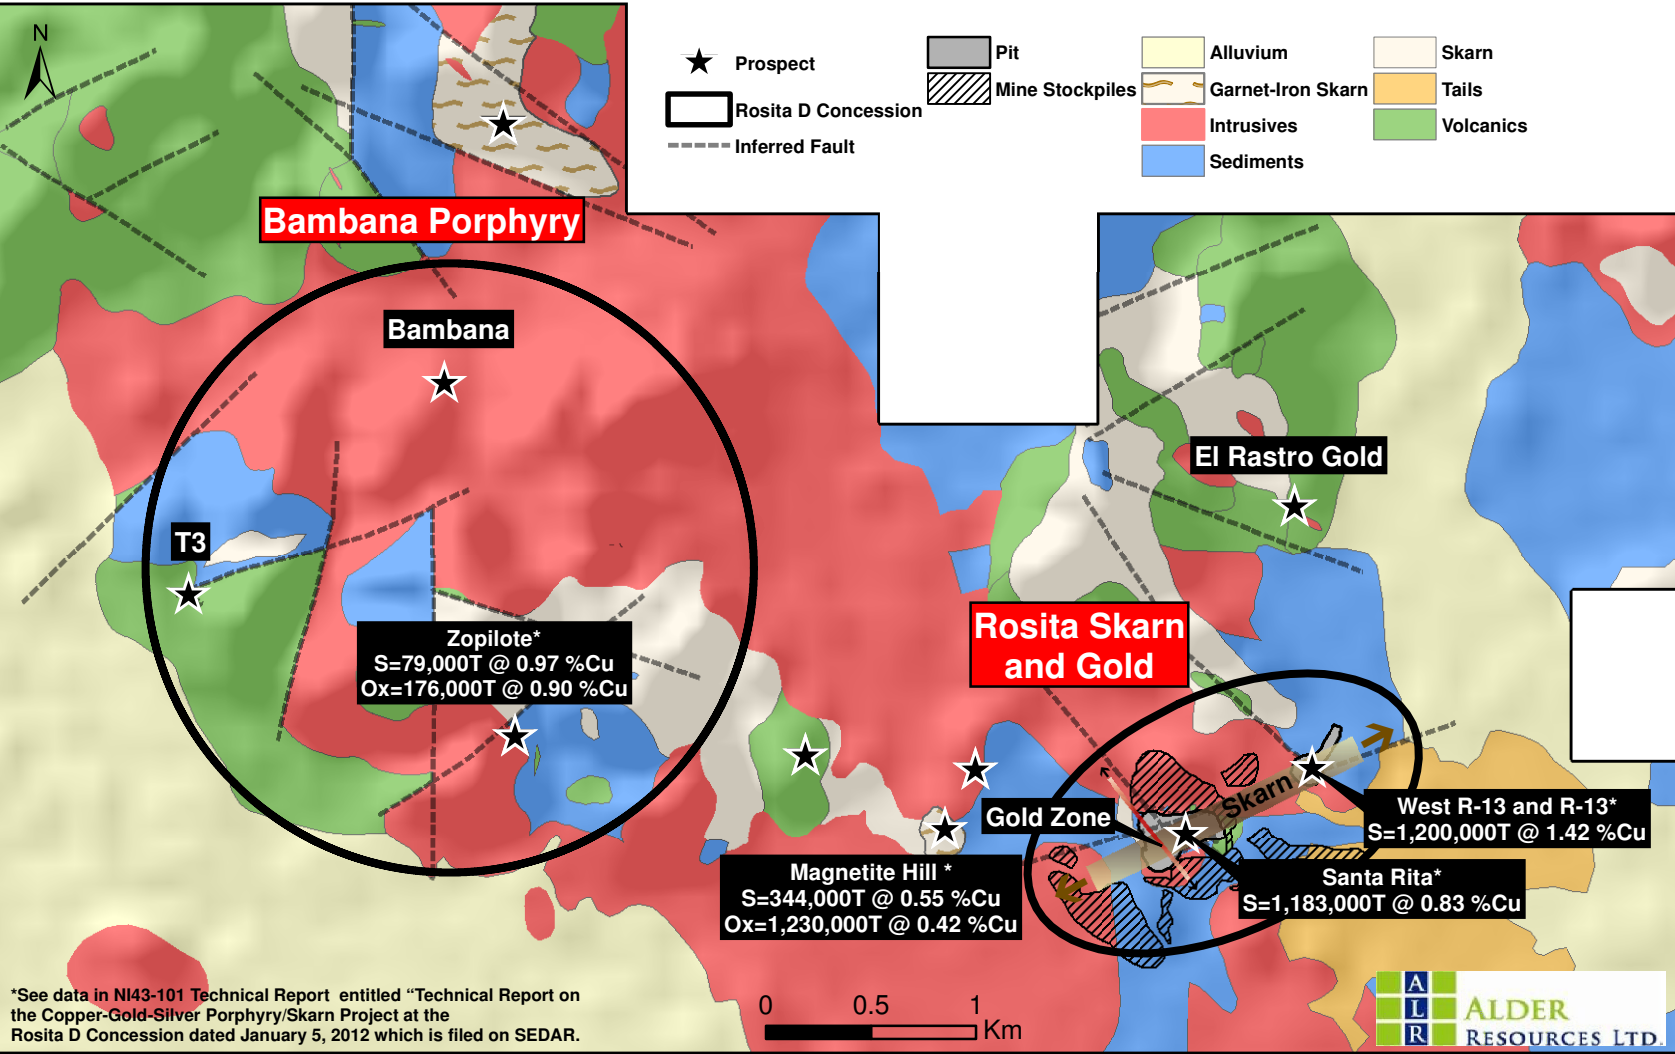 N
Prospect
Rosita D Concession
Inferred Fault
Pit
Mine Stockpiles
Alluvium
Garnet-Iron Skarn
Intrusives
Sediments
Skarn
Tails
Volcanics
Bambana Porphyry
Bambana
T3
Zopilote*
S=79,000T @ 0.97 %Cu
Ox=176,000T @ 0.90 %Cu
El Rastro Gold
Rosita Skarn
and Gold
Skarn
Gold Zone
West R-13 and R-13*
S=1,200,000T @ 1.42 %Cu
Magnetite Hill *
S=344,000T @ 0.55 %Cu
Ox=1,230,000T @ 0.42 %Cu
Santa Rita*
S=1,183,000T @ 0.83 %Cu
*See data in NI43-101 Technical Report entitled “Technical Report on
the Copper-Gold-Silver Porphyry/Skarn Project at the
Rosita D Concession dated January 5, 2012 which is filed on SEDAR.
0 0.5 1
Km
A
L
R
ALDER
RESOURCES LTD.